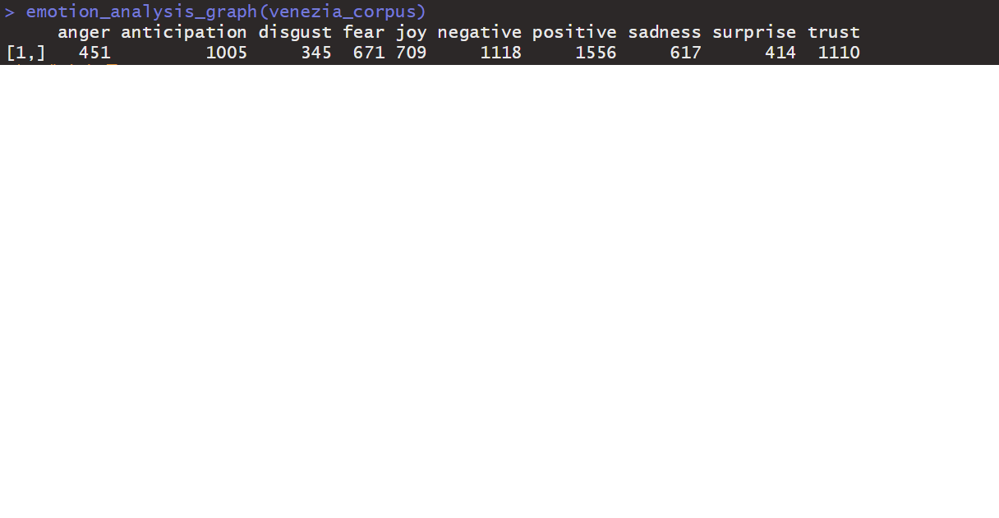 > emotion_analysis_graph(venezia_corpus)
anger anticipation disgust fear joy negative positive sadness surprise trust
[1,] 451 1005 345 671 709 1118 1556 617 414 1110